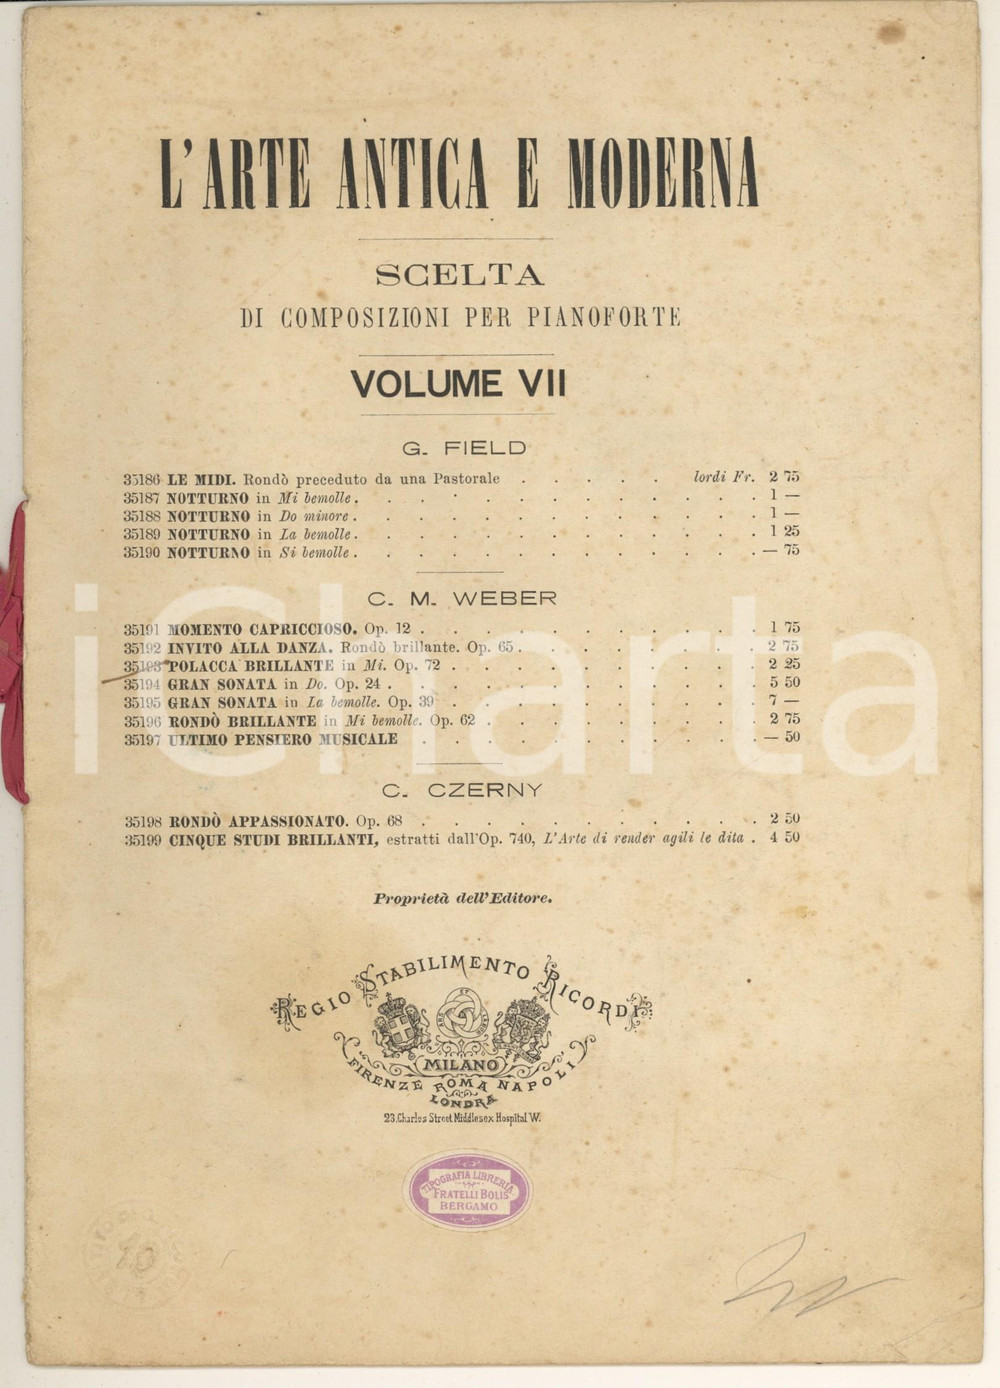 L'ARTE ANTICA E MODERNA
SCELTA
DI COMPOSIZIONI PER PIANOFORTE
VOLUME VII
G. FIELD
35186 LE MIDI. Rondò preceduto da una Pastorale . . . . . lordi Fr. 2 75
35187 NOTTURNO in Mi bemolle . . . . . . . . . . . . . 1 —
35188 NOTTURNO in Do minore . . . . . . . . . . . . . 1 —
35189 NOTTURNO in La bemolle . . . . . . . . . . . . . 1 25
35190 NOTTURNO in Si bemolle . . . . . . . . . . . . . — 75
C. M. WEBER
35191 MOMENTO CAPRICCIOSO. Op. 12 . . . . . . . . . . . 1 75
35192 INVITO ALLA DANZA. Rondò brillante. Op. 65 . . . . . . . . 2 75
35193 POLACCA BRILLANTE in Mi. Op. 72 . . . . . . . . . . 2 25
35194 GRAN SONATA in Do. Op. 24 . . . . . . . . . . . . 5 50
35195 GRAN SONATA in La bemolle. Op. 39 . . . . . . . . . . 7 —
35196 RONDÒ BRILLANTE in Mi bemolle. Op. 62 . . . . . . . . . 2 75
35197 ULTIMO PENSIERO MUSICALE . . . . . . . . . . . — 50
C. CZERNY
35198 RONDÒ APPASSIONATO. Op. 68 . . . . . . . . . . . 2 50
35199 CINQUE STUDI BRILLANTI, estratti dall'Op. 740, L'Arte di render agili le dita . 4 50
Proprietà dell'Editore.
REGIO STABILIMENTO RICORDI
MILANO
FIRENZE ROMA NAPOLI
LONDRA
23, Charles Street Middlesex Hospital W.
TIPOGRAFIA LIBRERIA
FRATELLI BOLIS
BERGAMO
iCharta